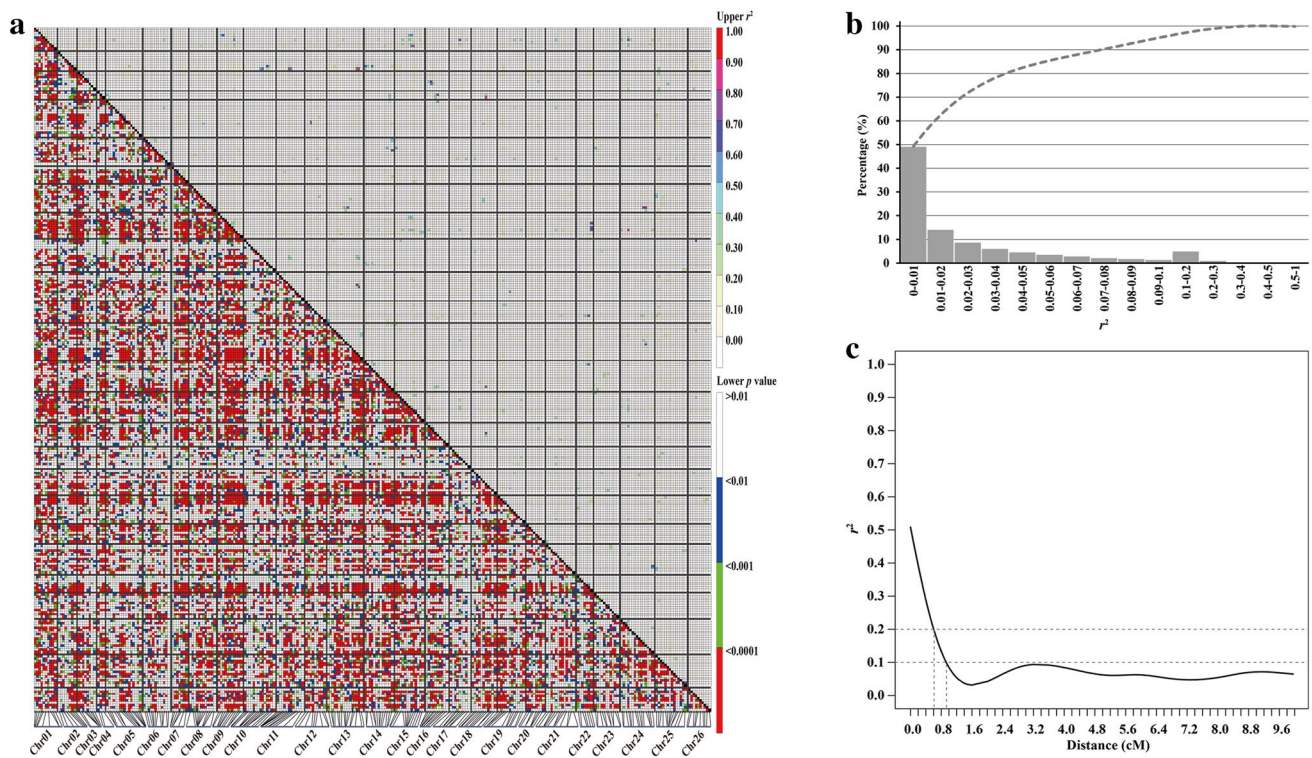 a
Upper r²
1.00
0.90
0.80
0.70
0.60
0.50
0.40
0.30
0.20
0.10
0.00
Lower p value
>0.01
<0.01
<0.001
<0.0001
Chr01
Chr02
Chr03
Chr04
Chr05
Chr06
Chr07
Chr08
Chr09
Chr10
Chr11
Chr12
Chr13
Chr14
Chr15
Chr16
Chr17
Chr18
Chr19
Chr20
Chr21
Chr22
Chr23
Chr24
Chr25
Chr26
b
Percentage (%)
100
90
80
70
60
50
40
30
20
10
0
0-0.01
0.01-0.02
0.02-0.03
0.03-0.04
0.04-0.05
0.05-0.06
0.06-0.07
0.07-0.08
0.08-0.09
0.09-0.1
0.1-0.2
0.2-0.3
0.3-0.4
0.4-0.5
0.5-1
r²
c
r²
1.0
0.9
0.8
0.7
0.6
0.5
0.4
0.3
0.2
0.1
0.0
0.0 0.8 1.6 2.4 3.2 4.0 4.8 5.6 6.4 7.2 8.0 8.8 9.6
Distance (cM)